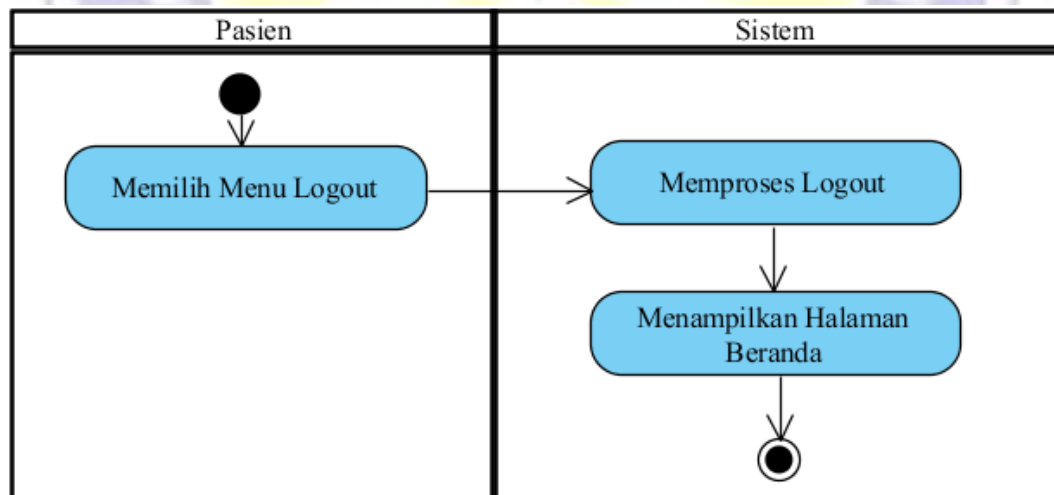 Pasien
Sistem
Memilih Menu Logout
Memproses Logout
Menampilkan Halaman
Beranda